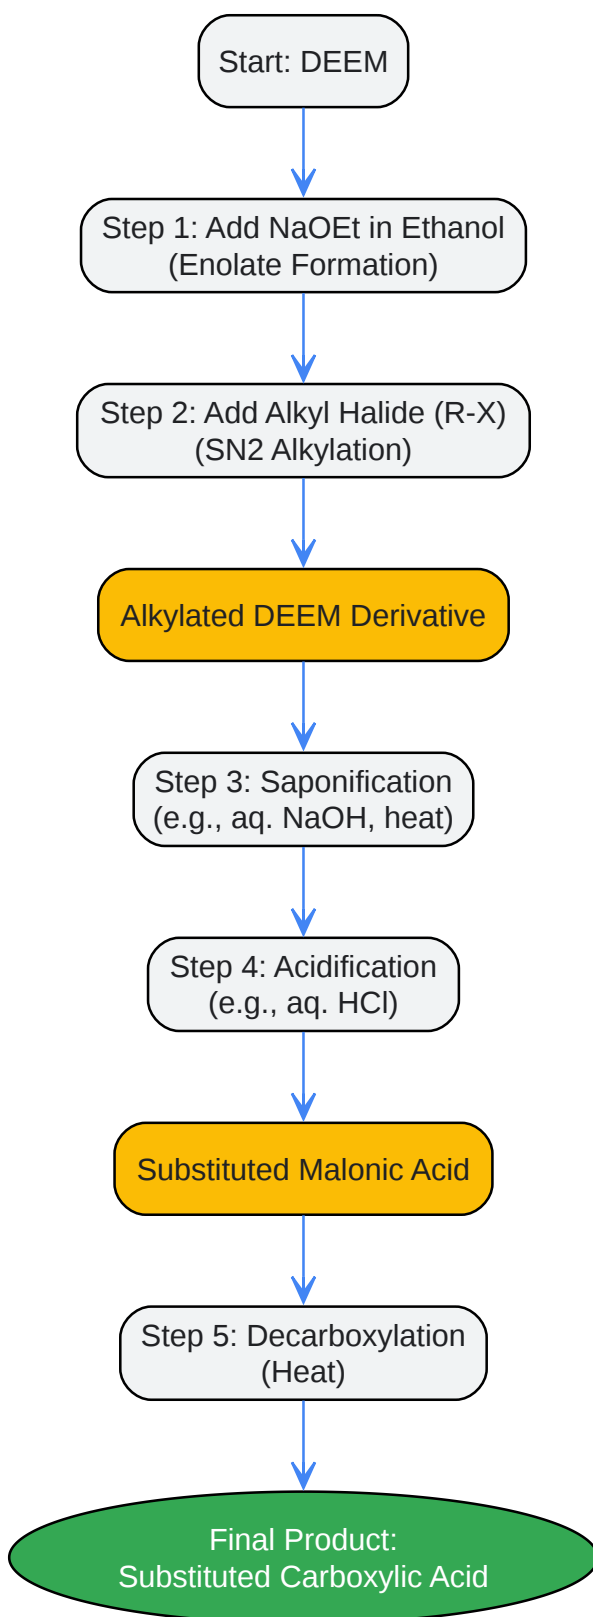 Start: DEEM
Step 1: Add NaOEt in Ethanol
(Enolate Formation)
Step 2: Add Alkyl Halide (R-X)
(SN2 Alkylation)
Alkylated DEEM Derivative
Step 3: Saponification
(e.g., aq. NaOH, heat)
Step 4: Acidification
(e.g., aq. HCl)
Substituted Malonic Acid
Step 5: Decarboxylation
(Heat)
Final Product:
Substituted Carboxylic Acid